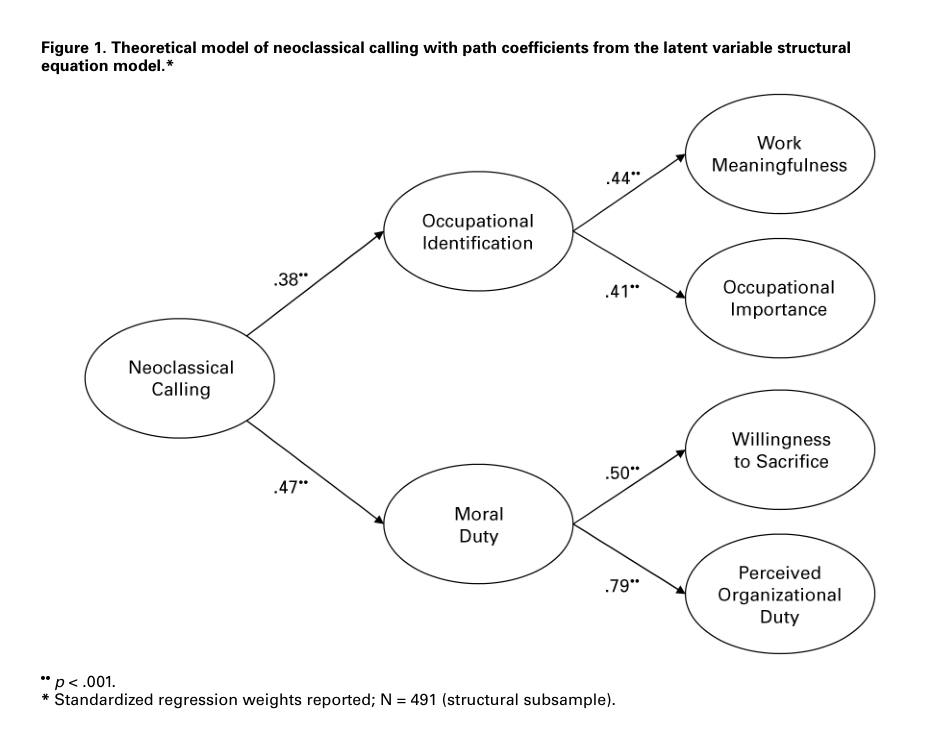 Figure 1. Theoretical model of neoclassical calling with path coefficients from the latent variable structural
equation model.*
Work
Meaningfulness
.44••
Occupational
Identification
.38••
.41••
Occupational
Importance
Neoclassical
Calling
Willingness
to Sacrifice
.50••
.47••
Moral
Duty
.79••
Perceived
Organizational
Duty
•• p < .001.
* Standardized regression weights reported; N = 491 (structural subsample).